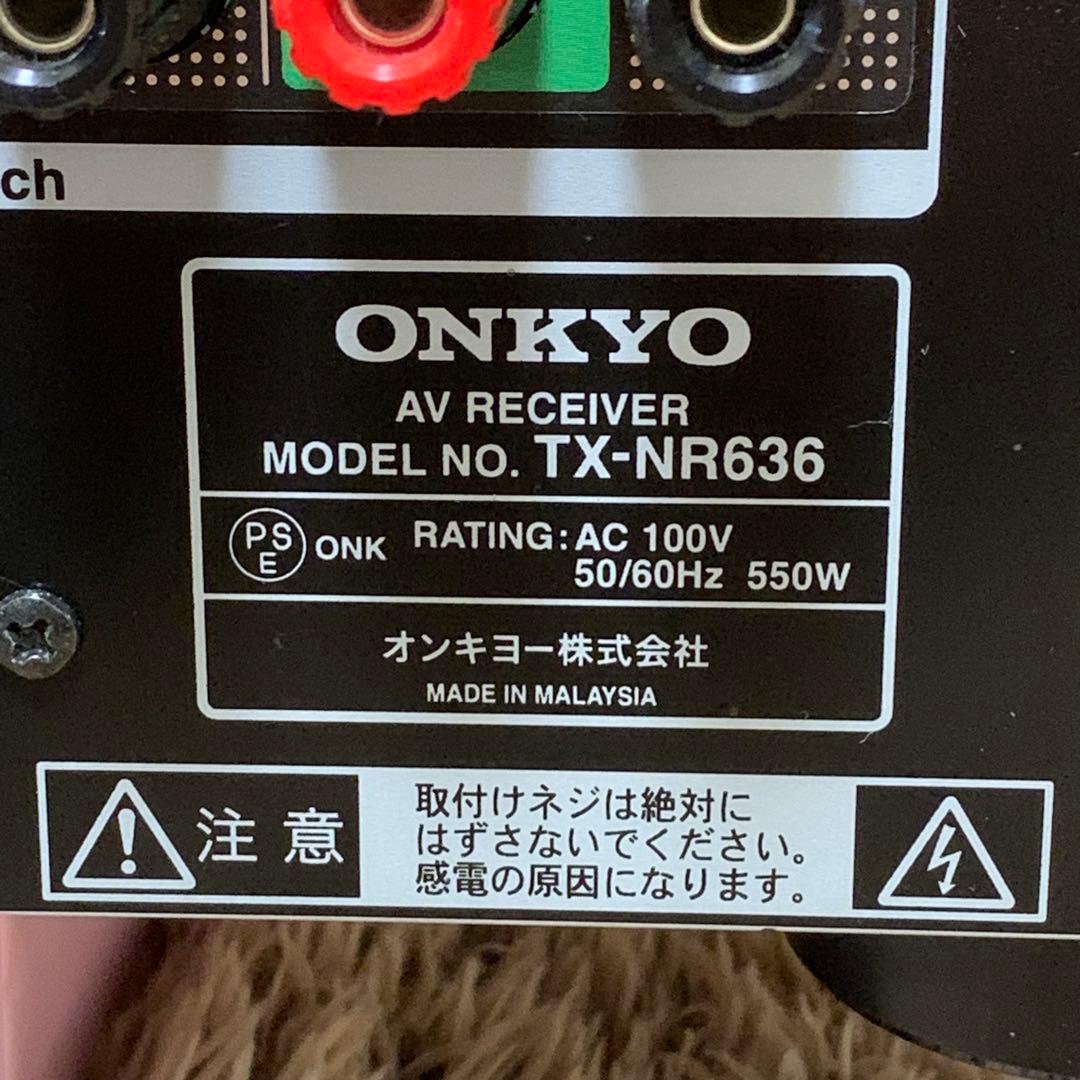 ch
ONKYO
AV RECEIVER
MODEL NO. TX-NR636
PSE ONK RATING: AC 100V
50/60Hz 550W
オンキヨー株式会社
MADE IN MALAYSIA
注意
取付けネジは絶対に
はずさないでください。
感電の原因になります。